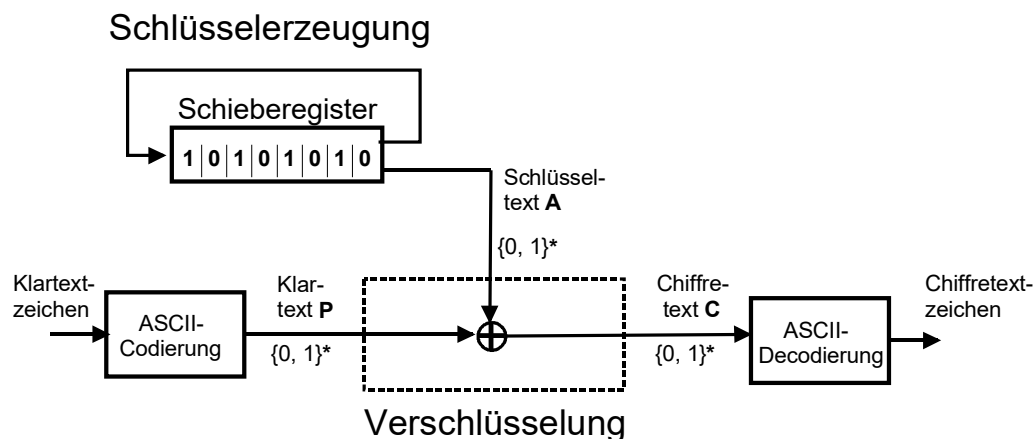 Schlüsselerzeugung
Schieberegister
1 0 1 0 1 0 1 0
Schlüssel-
text A
{0, 1}*
Klartext-
zeichen
ASCII-
Codierung
Klar-
text P
{0, 1}*
Chiffre-
text C
{0, 1}*
ASCII-
Decodierung
Chiffretext-
zeichen
Verschlüsselung